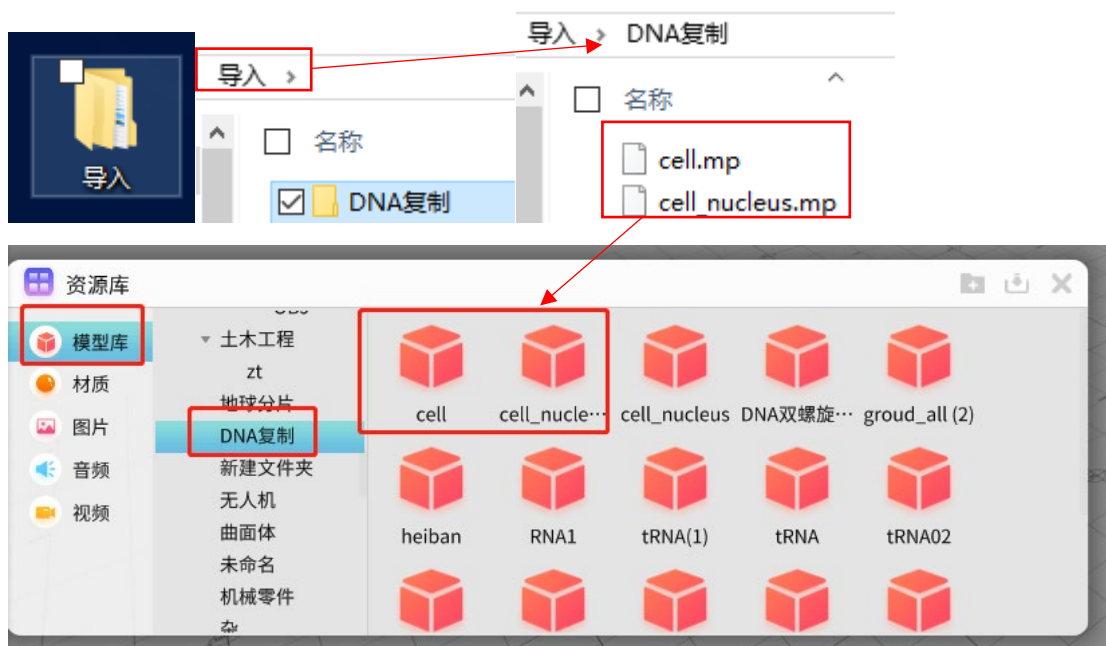 导入
导入 ›
名称
DNA复制
导入 › DNA复制
名称
cell.mp
cell_nucleus.mp
资源库
模型库
材质
图片
音频
视频
土木工程
zt
地球分片
DNA复制
新建文件夹
无人机
曲面体
未命名
机械零件
杂
cell
cell_nucle…
cell_nucleus
DNA双螺旋…
groud_all (2)
heiban
RNA1
tRNA(1)
tRNA
tRNA02